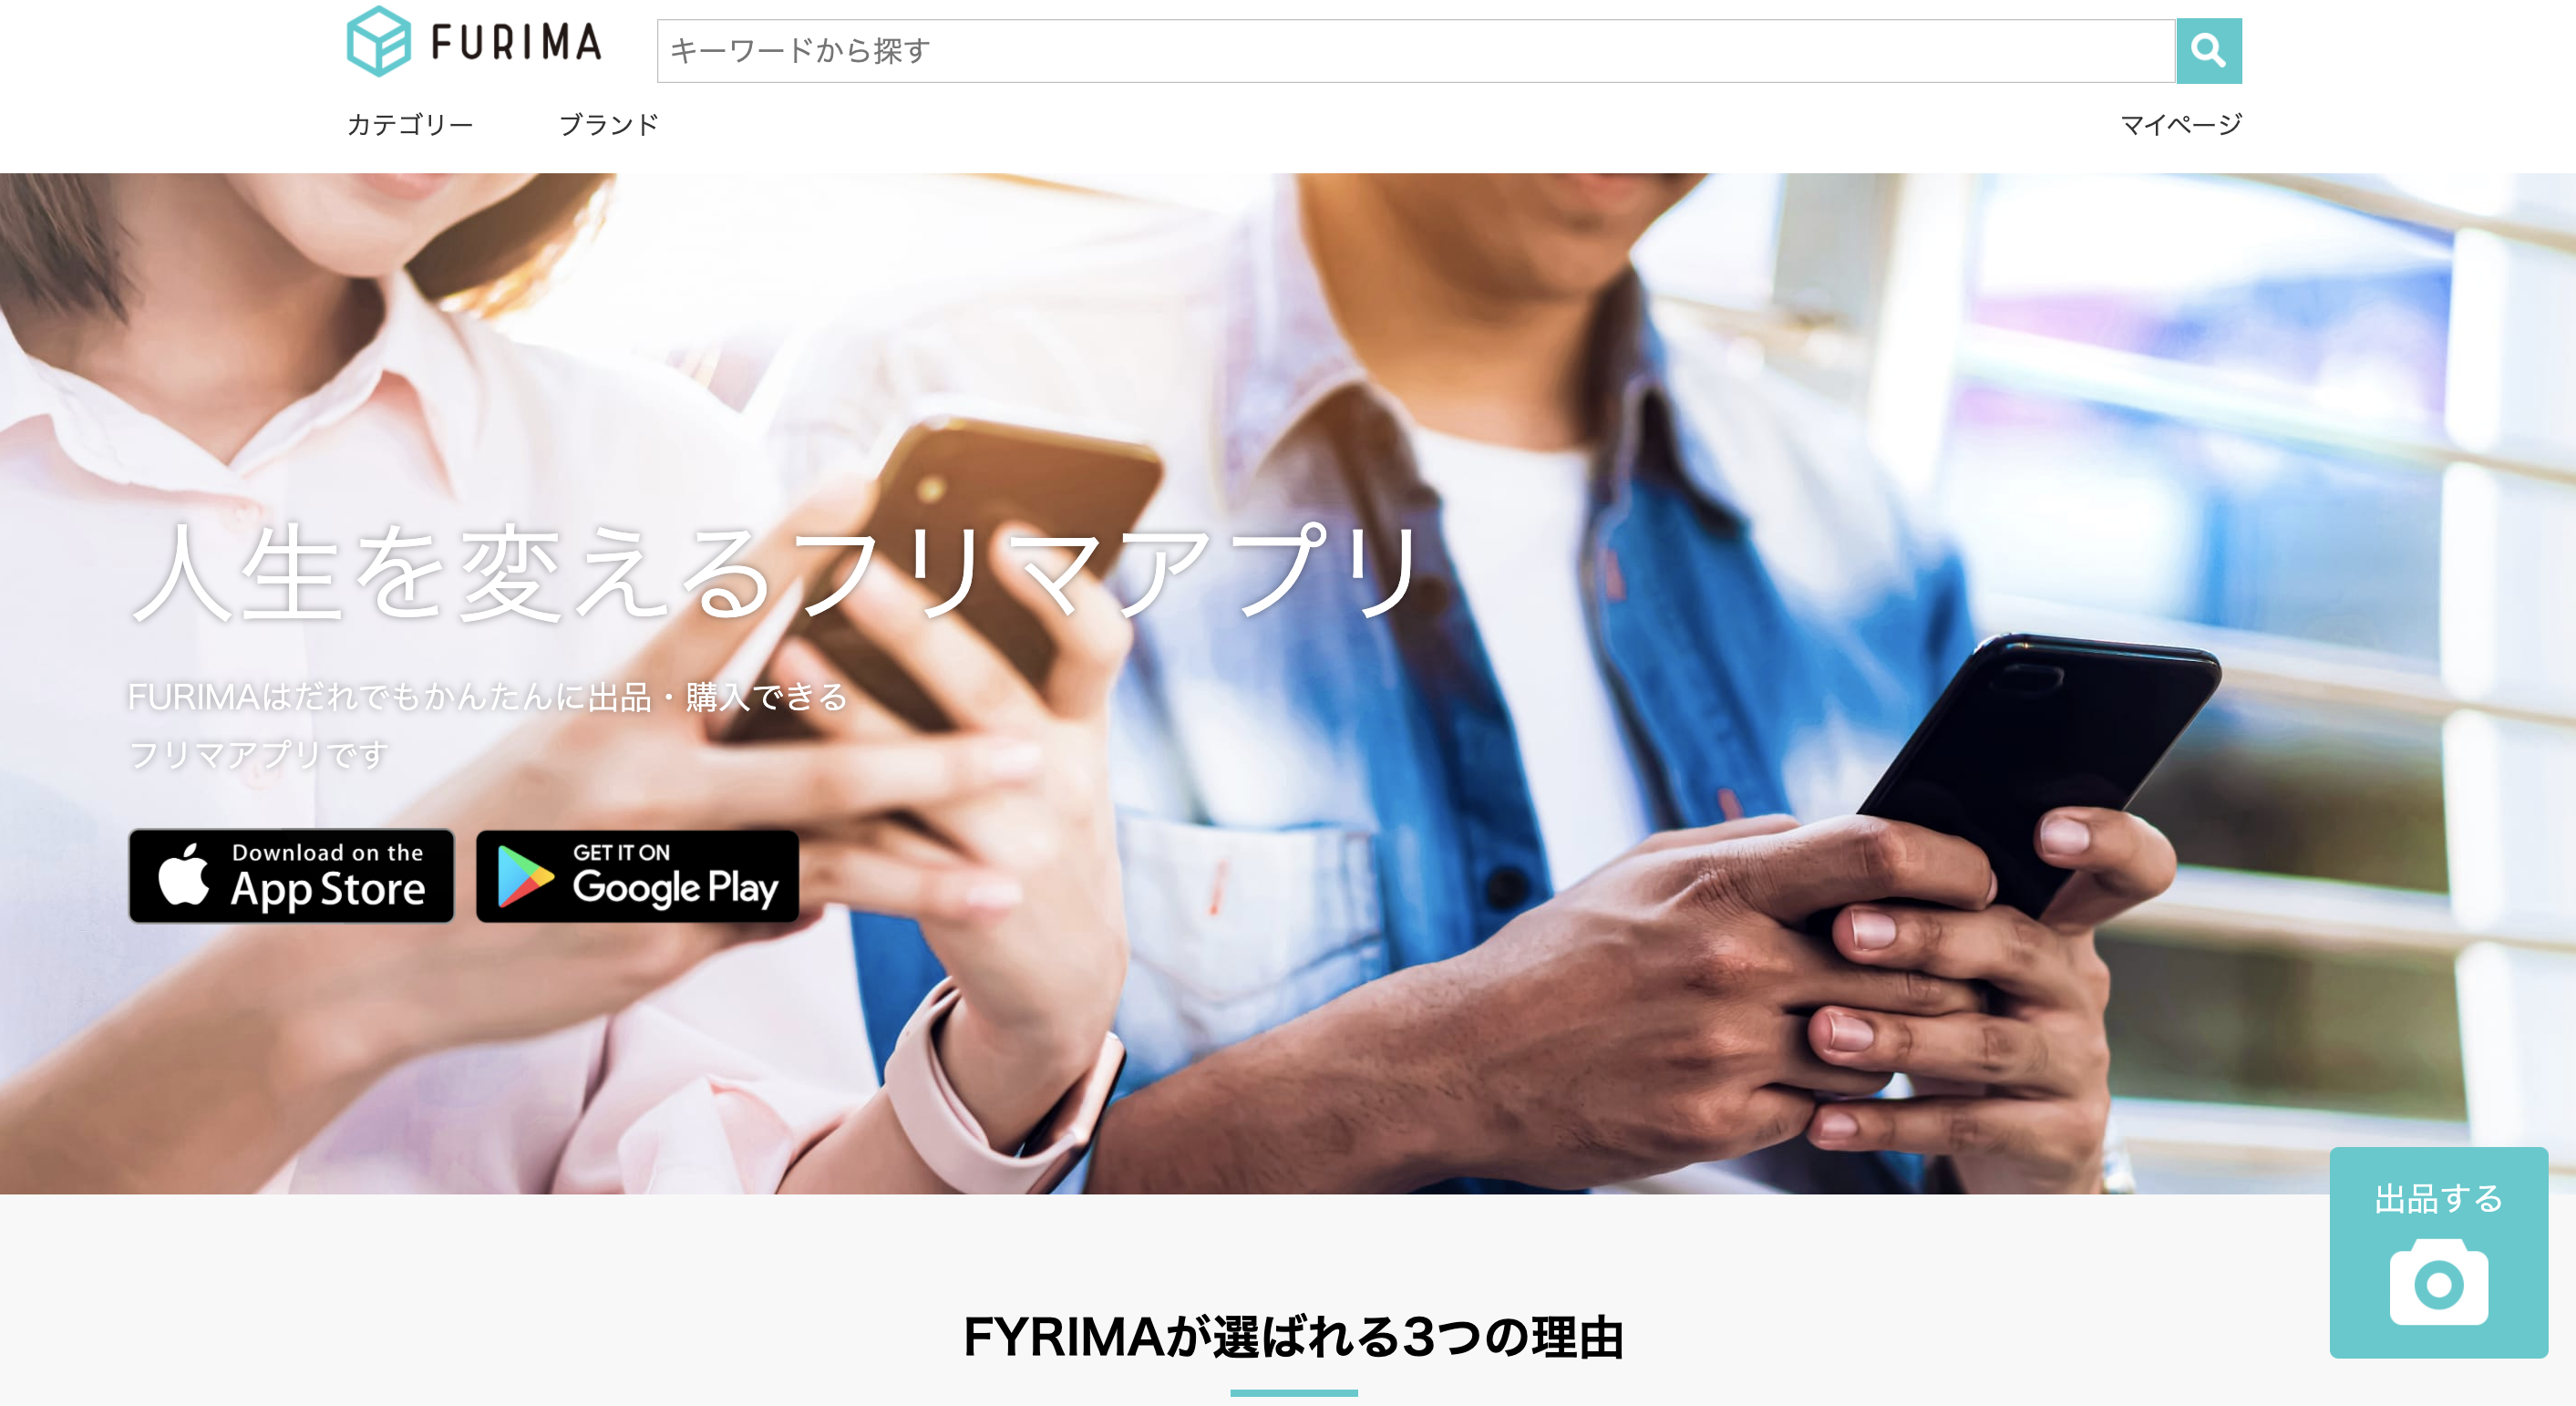 FURIMA
キーワードから探す
カテゴリー
ブランド
マイページ
人生を変えるフリマアプリ
FURIMAはだれでもかんたんに出品・購入できる
フリマアプリです
Download on the
App Store
GET IT ON
Google Play
出品する
FYRIMAが選ばれる3つの理由